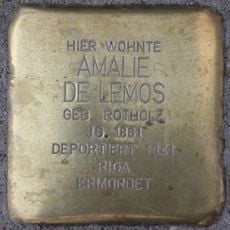 HIER WOHNTE
AMALIE
DE LEMOS
GEB. ROTHOLZ
JG. 1881
DEPORTIERT 1941
RIGA
ERMORDET